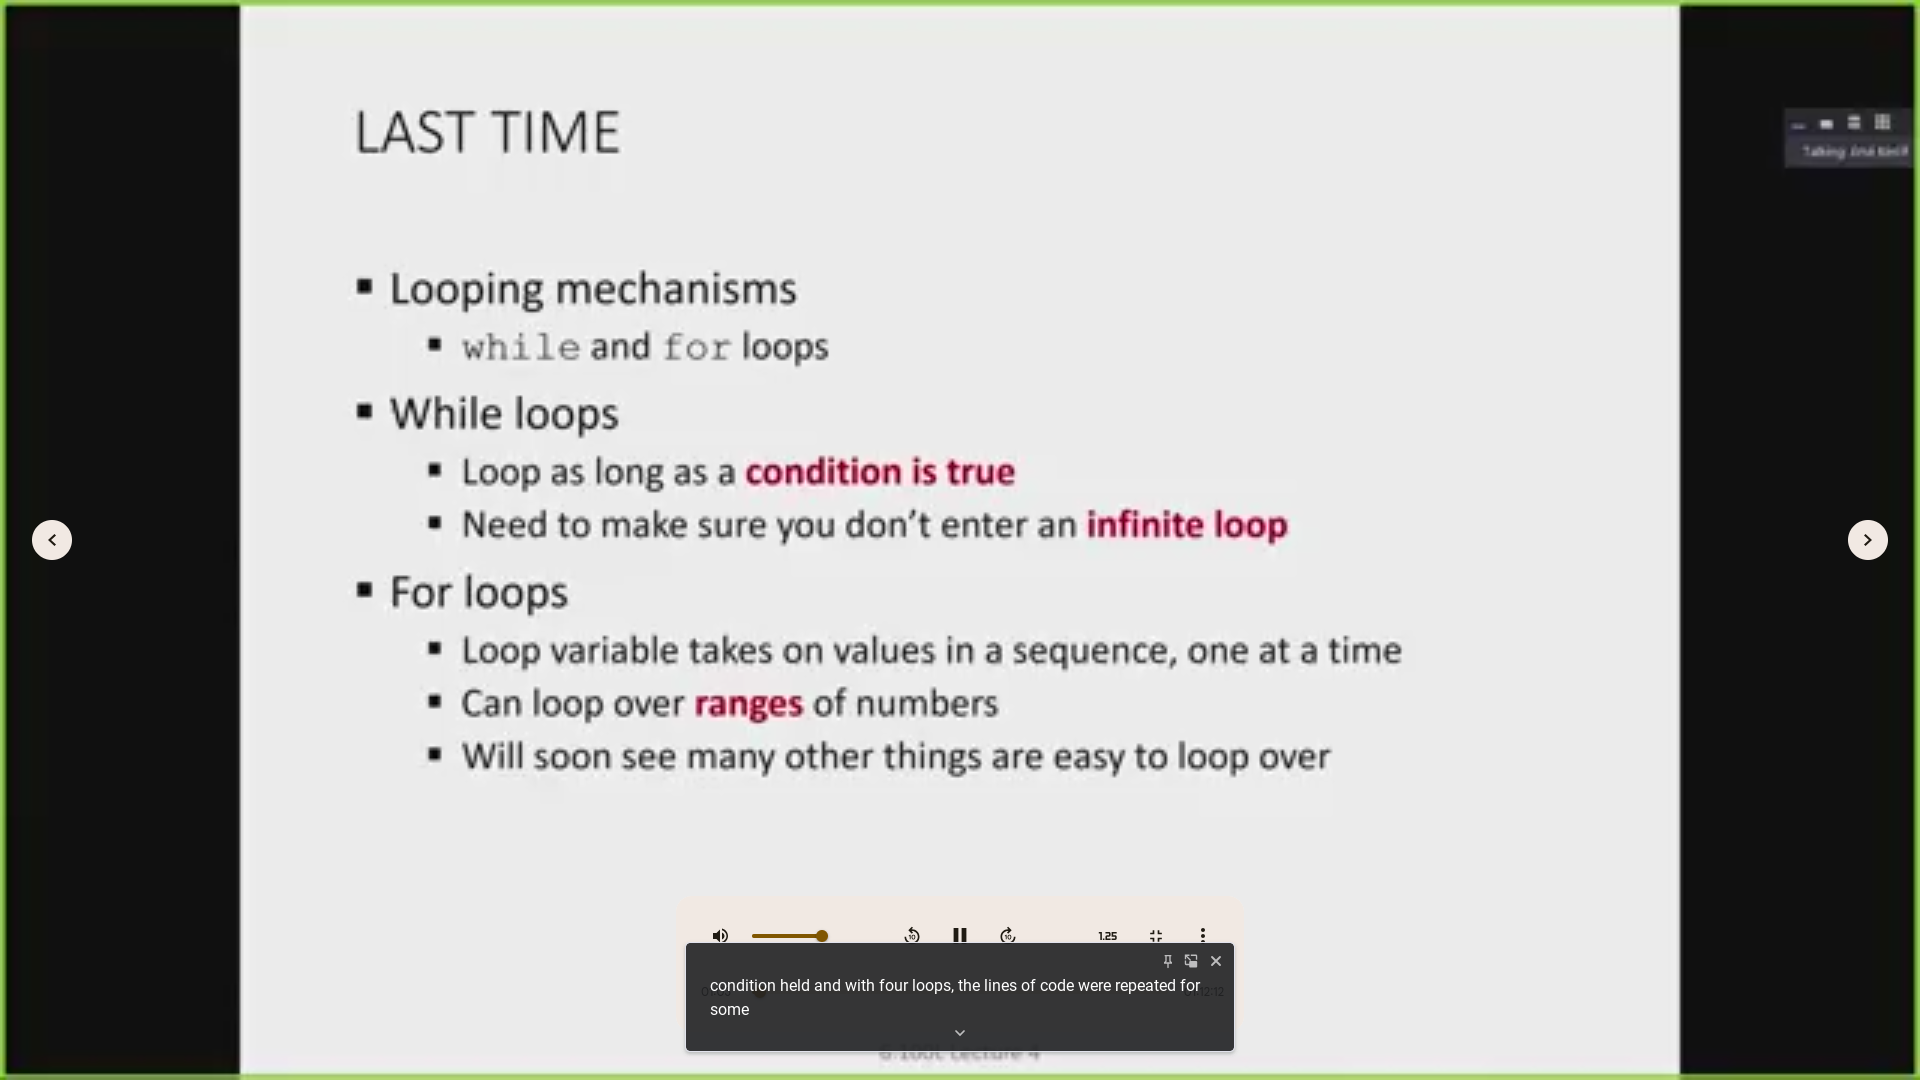 LAST TIME
Looping mechanisms
while and for loops
While loops
Loop as long as a condition is true
Need to make sure you don't enter an infinite loop
For loops
Loop variable takes on values in a sequence, one at a time
Can loop over ranges of numbers
Will soon see many other things are easy to loop over
Talking:
10
10
1.25
condition held and with four loops, the lines of code were repeated for
some
6.100L Lecture 4